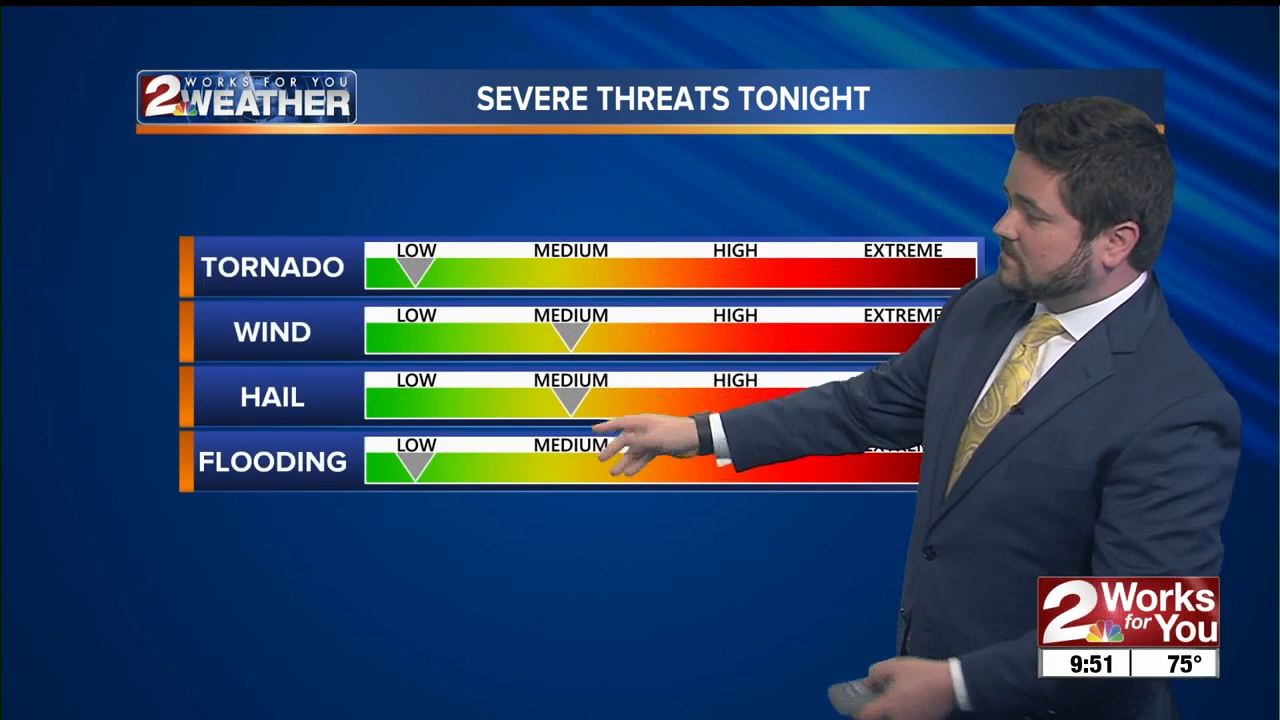 2 WORKS FOR YOU
WEATHER
SEVERE THREATS TONIGHT
TORNADO LOW MEDIUM HIGH EXTREME
WIND LOW MEDIUM HIGH EXTREME
HAIL LOW MEDIUM HIGH
FLOODING LOW MEDIUM
2 Works
for You
9:51 75°